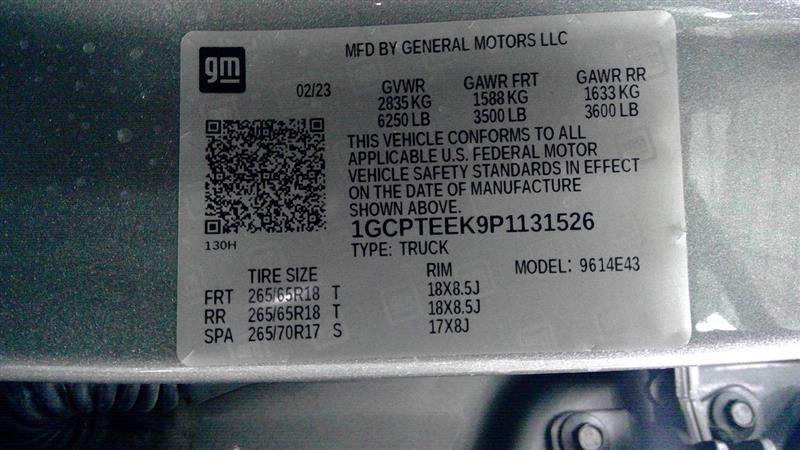 gm
MFD BY GENERAL MOTORS LLC
02/23 GVWR GAWR FRT GAWR RR
2835 KG 1588 KG 1633 KG
6250 LB 3500 LB 3600 LB
THIS VEHICLE CONFORMS TO ALL
APPLICABLE U.S. FEDERAL MOTOR
VEHICLE SAFETY STANDARDS IN EFFECT
ON THE DATE OF MANUFACTURE
SHOWN ABOVE.
1GCPTEEK9P1131526
130H
TYPE: TRUCK
TIRE SIZE RIM MODEL: 9614E43
FRT 265/65R18 T 18X8.5J
RR 265/65R18 T 18X8.5J
SPA 265/70R17 S 17X8J